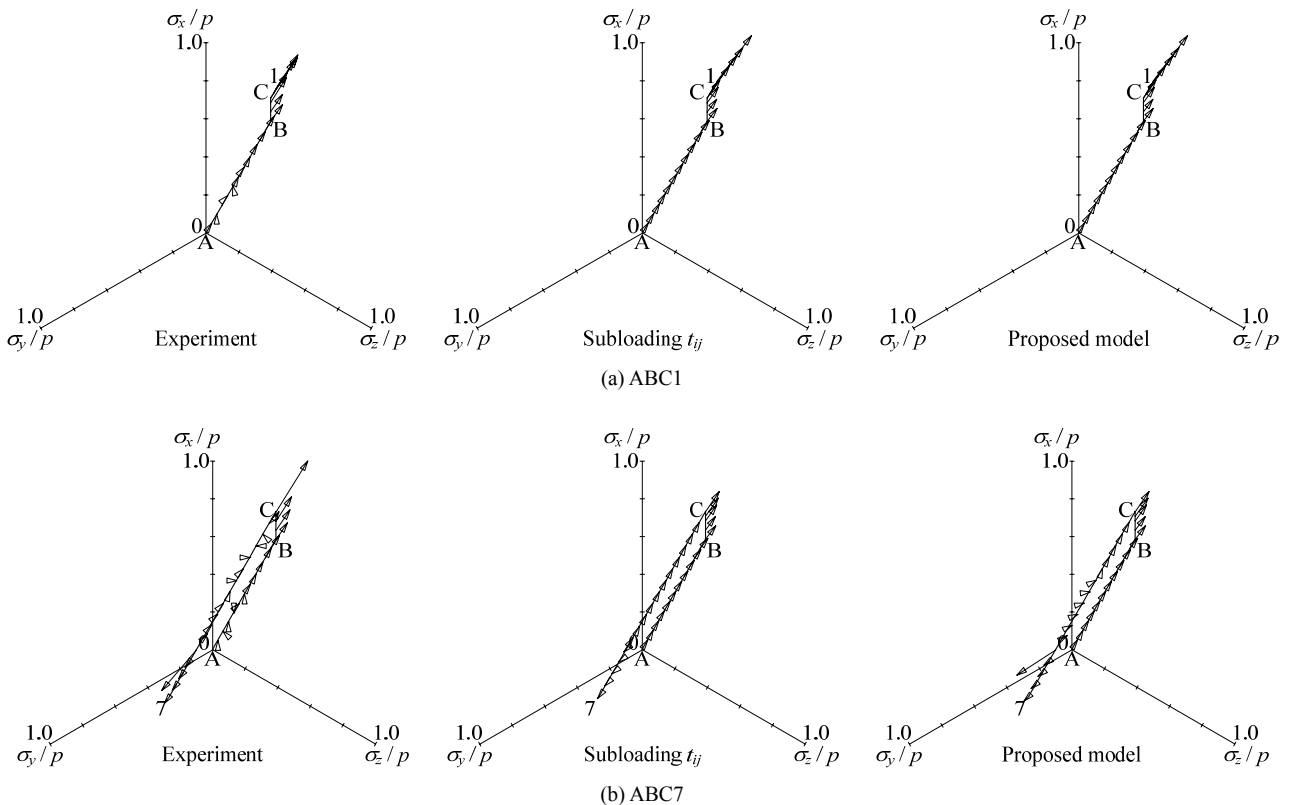 σx / p
1.0
1
C
B
0
A
1.0
1.0
σy / p
Experiment
σz / p
σx / p
1.0
1
C
B
0
A
1.0
1.0
σy / p
Subloading tij
σz / p
σx / p
1.0
1
C
B
0
A
1.0
1.0
σy / p
Proposed model
σz / p
(a) ABC1
σx / p
1.0
C
B
0
A
7
1.0
1.0
σy / p
Experiment
σz / p
σx / p
1.0
C
B
0
A
7
1.0
1.0
σy / p
Subloading tij
σz / p
σx / p
1.0
C
B
0
A
7
1.0
1.0
σy / p
Proposed model
σz / p
(b) ABC7